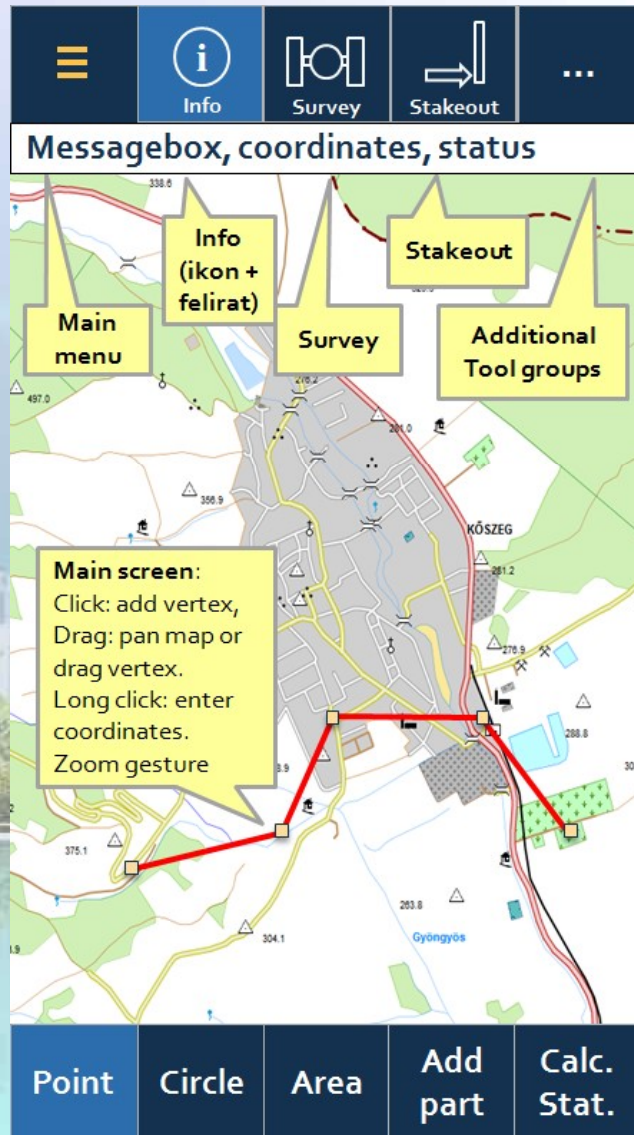 Info
Survey
Stakeout
...
Messagebox, coordinates, status
338.6
Info
(ikon +
felirat)
Stakeout
Main
menu
Survey
Additional
Tool groups
276.2
497.0
281.0
356.9
KŐSZEG
281.2
Main screen:
Click: add vertex,
Drag: pan map or
drag vertex.
Long click: enter
coordinates.
Zoom gesture
276.9
288.8
375.1
263.8
304.1
Gyöngyös
Point
Circle
Area
Add
part
Calc.
Stat.